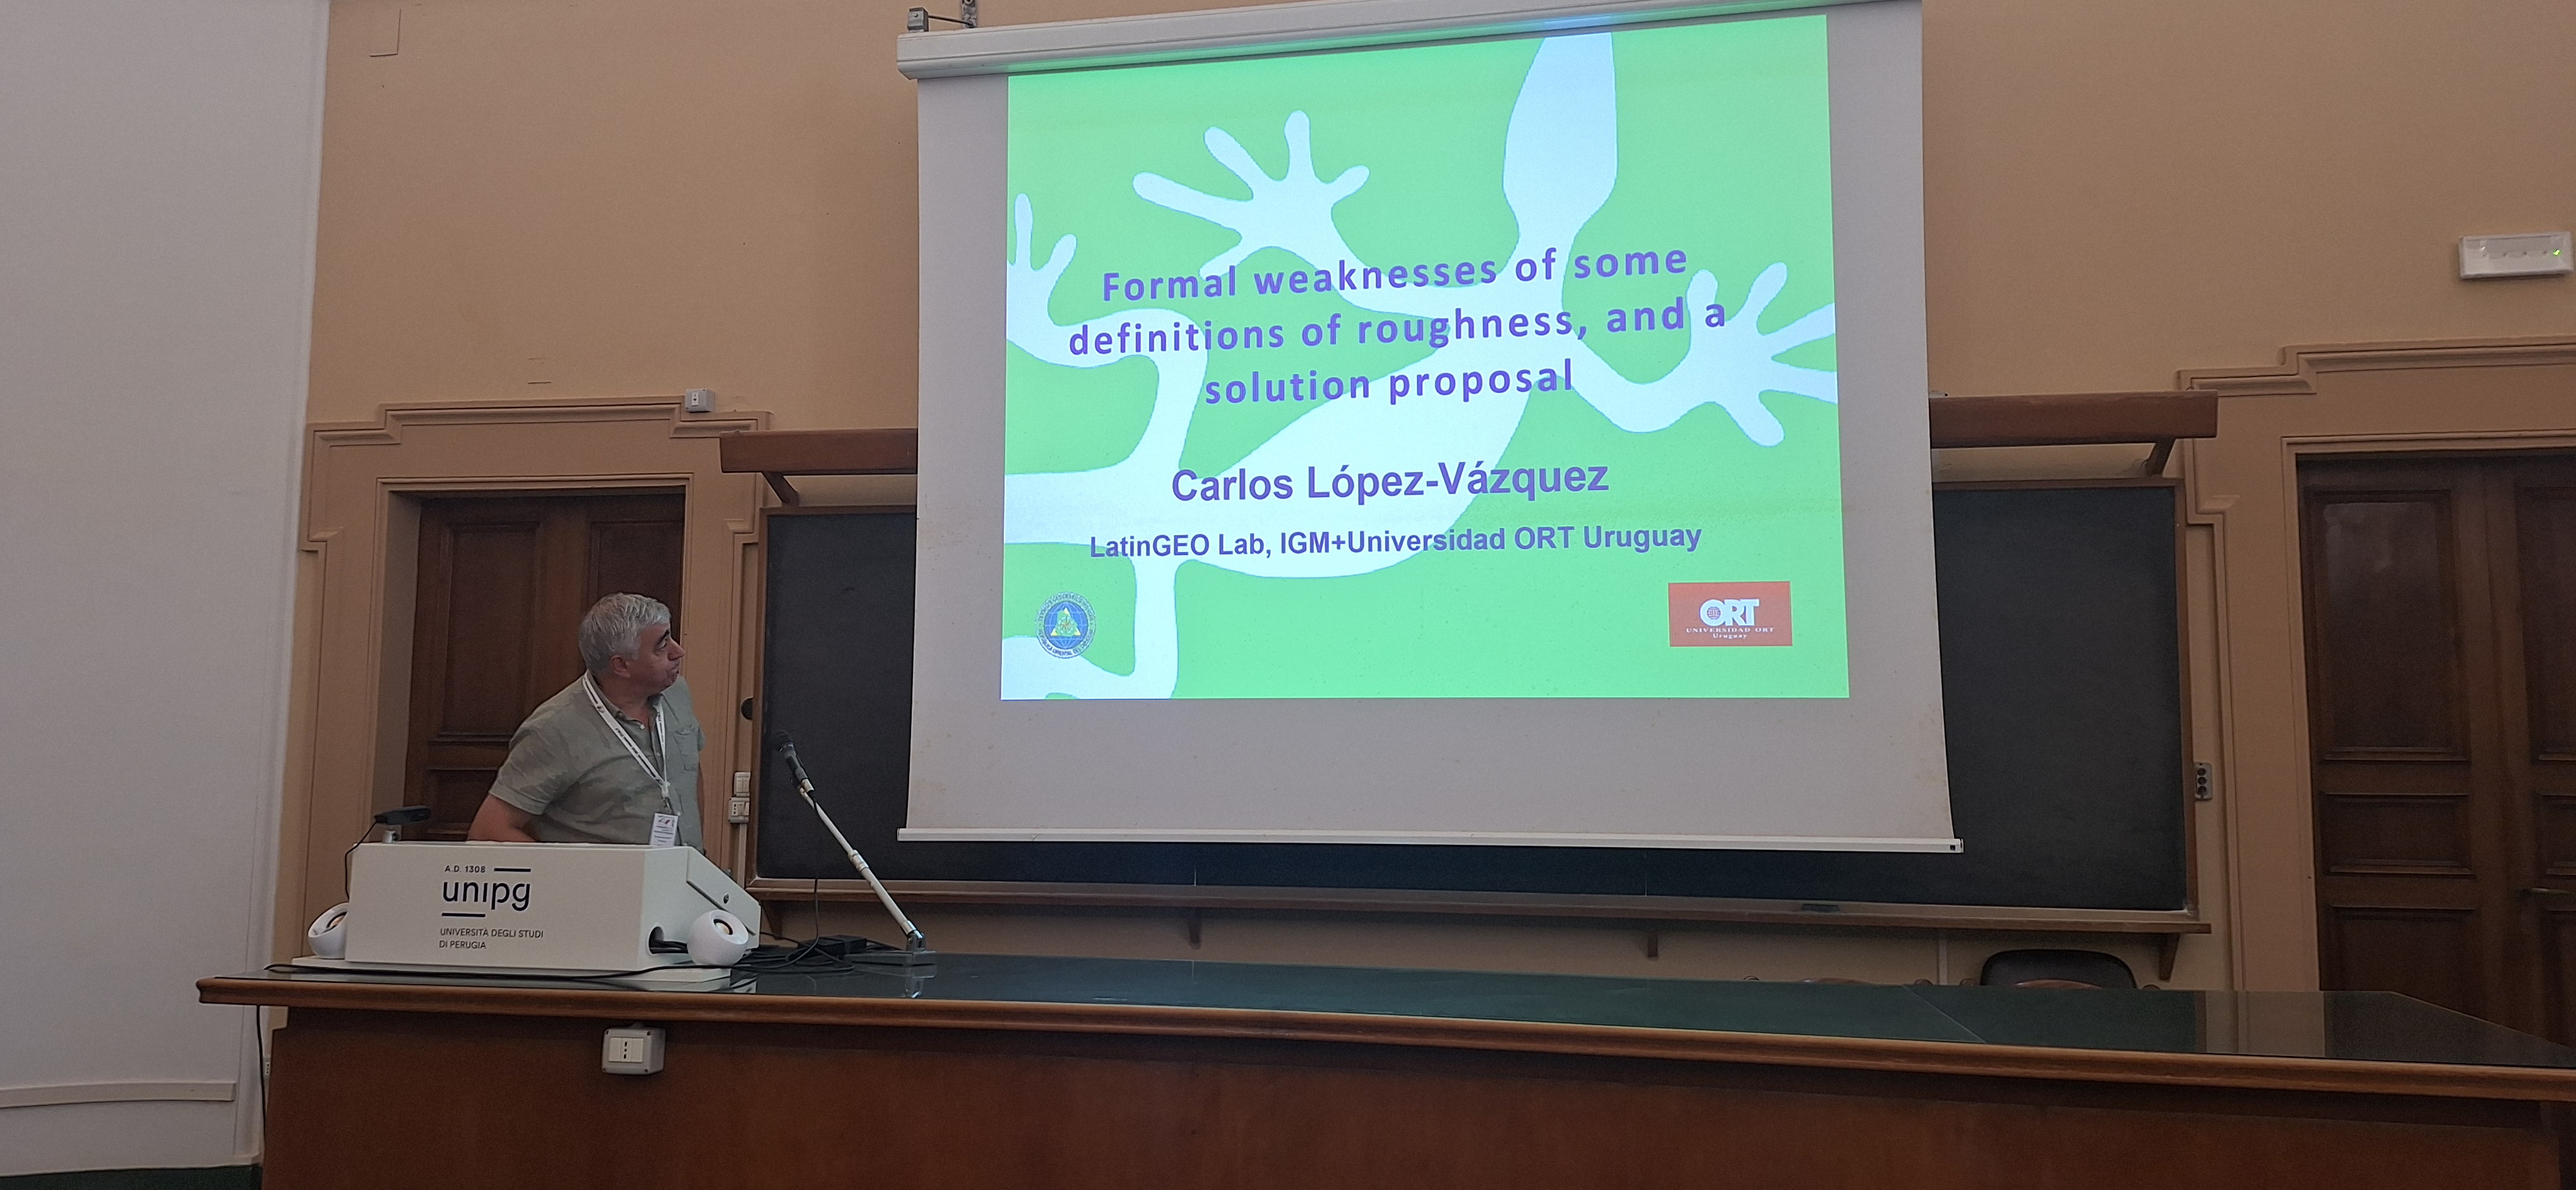 Formal weaknesses of some
definitions of roughness, and a
solution proposal
Carlos López-Vázquez
LatinGEO Lab, IGM+Universidad ORT Uruguay
ORT
UNIVERSIDAD ORT
Uruguay
A.D. 1308
unipg
UNIVERSITÀ DEGLI STUDI
DI PERUGIA